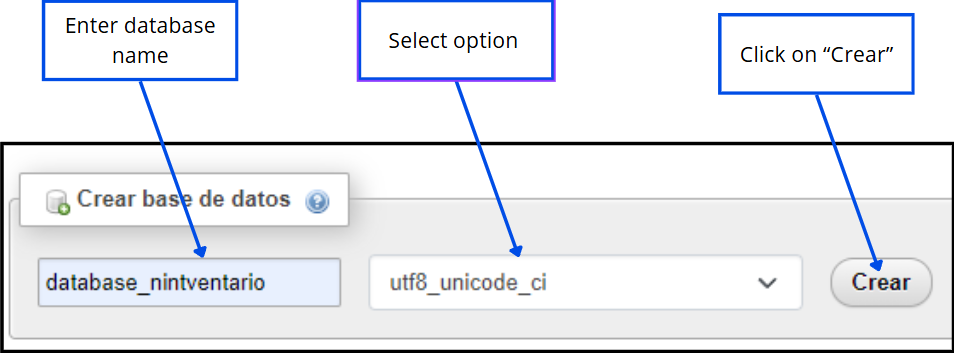 Enter database
name
Select option
Click on “Crear”
Crear base de datos
database_nintventario
utf8_unicode_ci
Crear